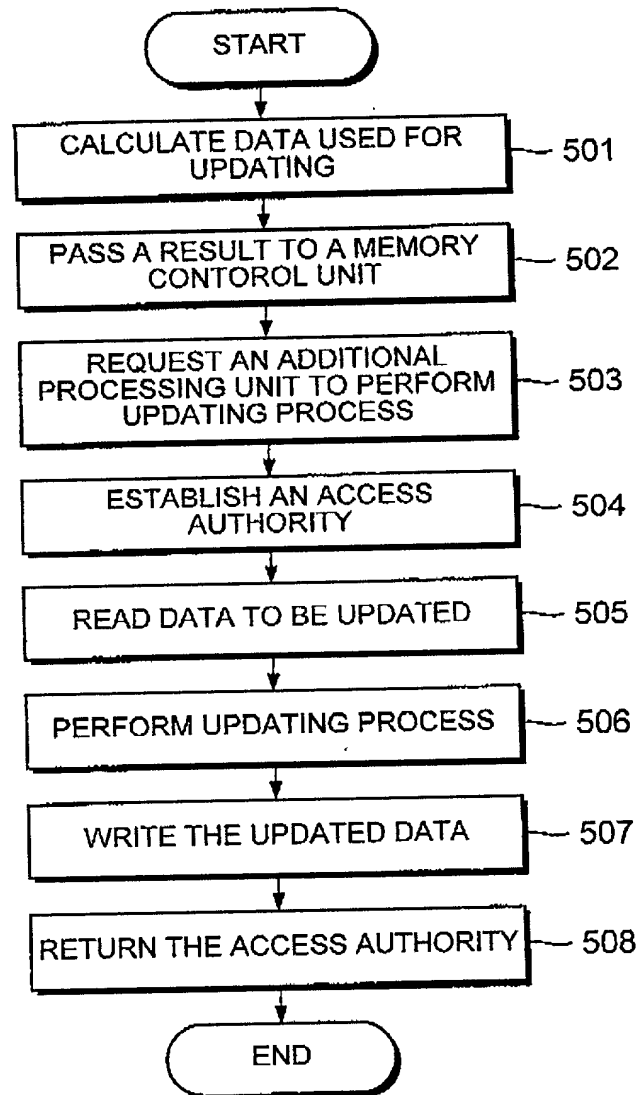 START
CALCULATE DATA USED FOR
UPDATING
501
PASS A RESULT TO A MEMORY
CONTOROL UNIT
502
REQUEST AN ADDITIONAL
PROCESSING UNIT TO PERFORM
UPDATING PROCESS
503
ESTABLISH AN ACCESS
AUTHORITY
504
READ DATA TO BE UPDATED
505
PERFORM UPDATING PROCESS
506
WRITE THE UPDATED DATA
507
RETURN THE ACCESS AUTHORITY
508
END